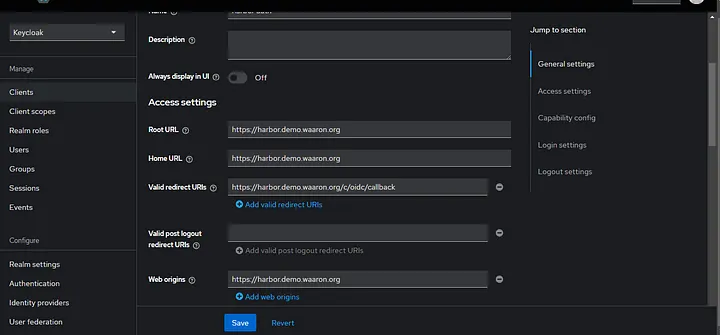 Keycloak
Manage
Clients
Client scopes
Realm roles
Users
Groups
Sessions
Events
Configure
Realm settings
Authentication
Identity providers
User federation
Description
Always display in UI
Off
Access settings
Root URL
https://harbor.demo.waaron.org
Home URL
https://harbor.demo.waaron.org
Valid redirect URIs
https://harbor.demo.waaron.org/c/oidc/callback
Add valid redirect URIs
Valid post logout
redirect URIs
Add valid post logout redirect URIs
Web origins
https://harbor.demo.waaron.org
Add web origins
Save
Revert
Jump to section
General settings
Access settings
Capability config
Login settings
Logout settings